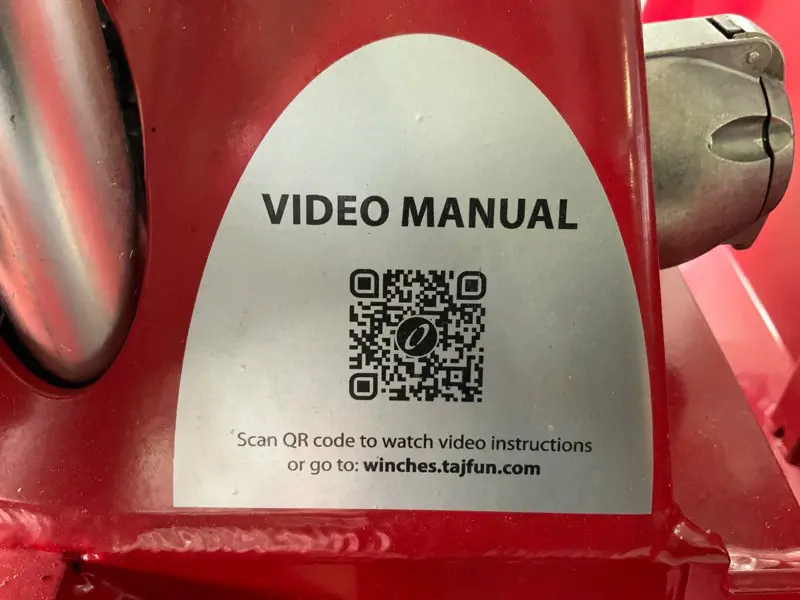 VIDEO MANUAL
Scan QR code to watch video instructions
or go to: winches.tajfun.com